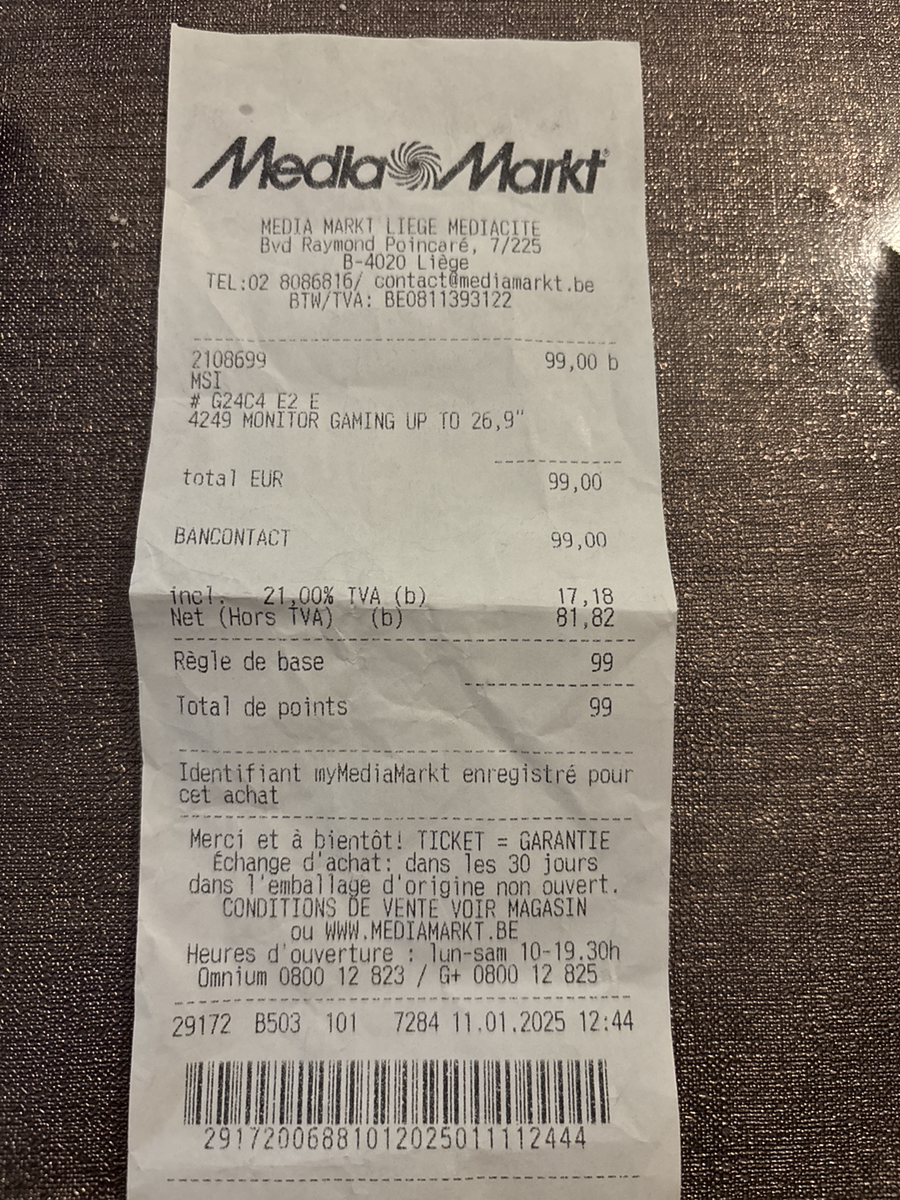 Media Markt®
MEDIA MARKT LIEGE MEDIACITE
Bvd Raymond Poincaré, 7/225
B-4020 Liège
TEL:02 8086816/ contact@mediamarkt.be
BTW/TVA: BE0811393122
2108699 99,00 b
MSI
# G24C4 E2 E
4249 MONITOR GAMING UP TO 26,9"
total EUR 99,00
BANCONTACT 99,00
incl. 21,00% TVA (b) 17,18
Net (Hors TVA) (b) 81,82
Règle de base 99
Total de points 99
Identifiant myMediaMarkt enregistré pour
cet achat
Merci et à bientôt! TICKET = GARANTIE
Échange d'achat: dans les 30 jours
dans l'emballage d'origine non ouvert.
CONDITIONS DE VENTE VOIR MAGASIN
ou WWW.MEDIAMARKT.BE
Heures d'ouverture : lun-sam 10-19.30h
Omnium 0800 12 823 / G+ 0800 12 825
29172 B503 101 7284 11.01.2025 12:44
29172006881012025011112444